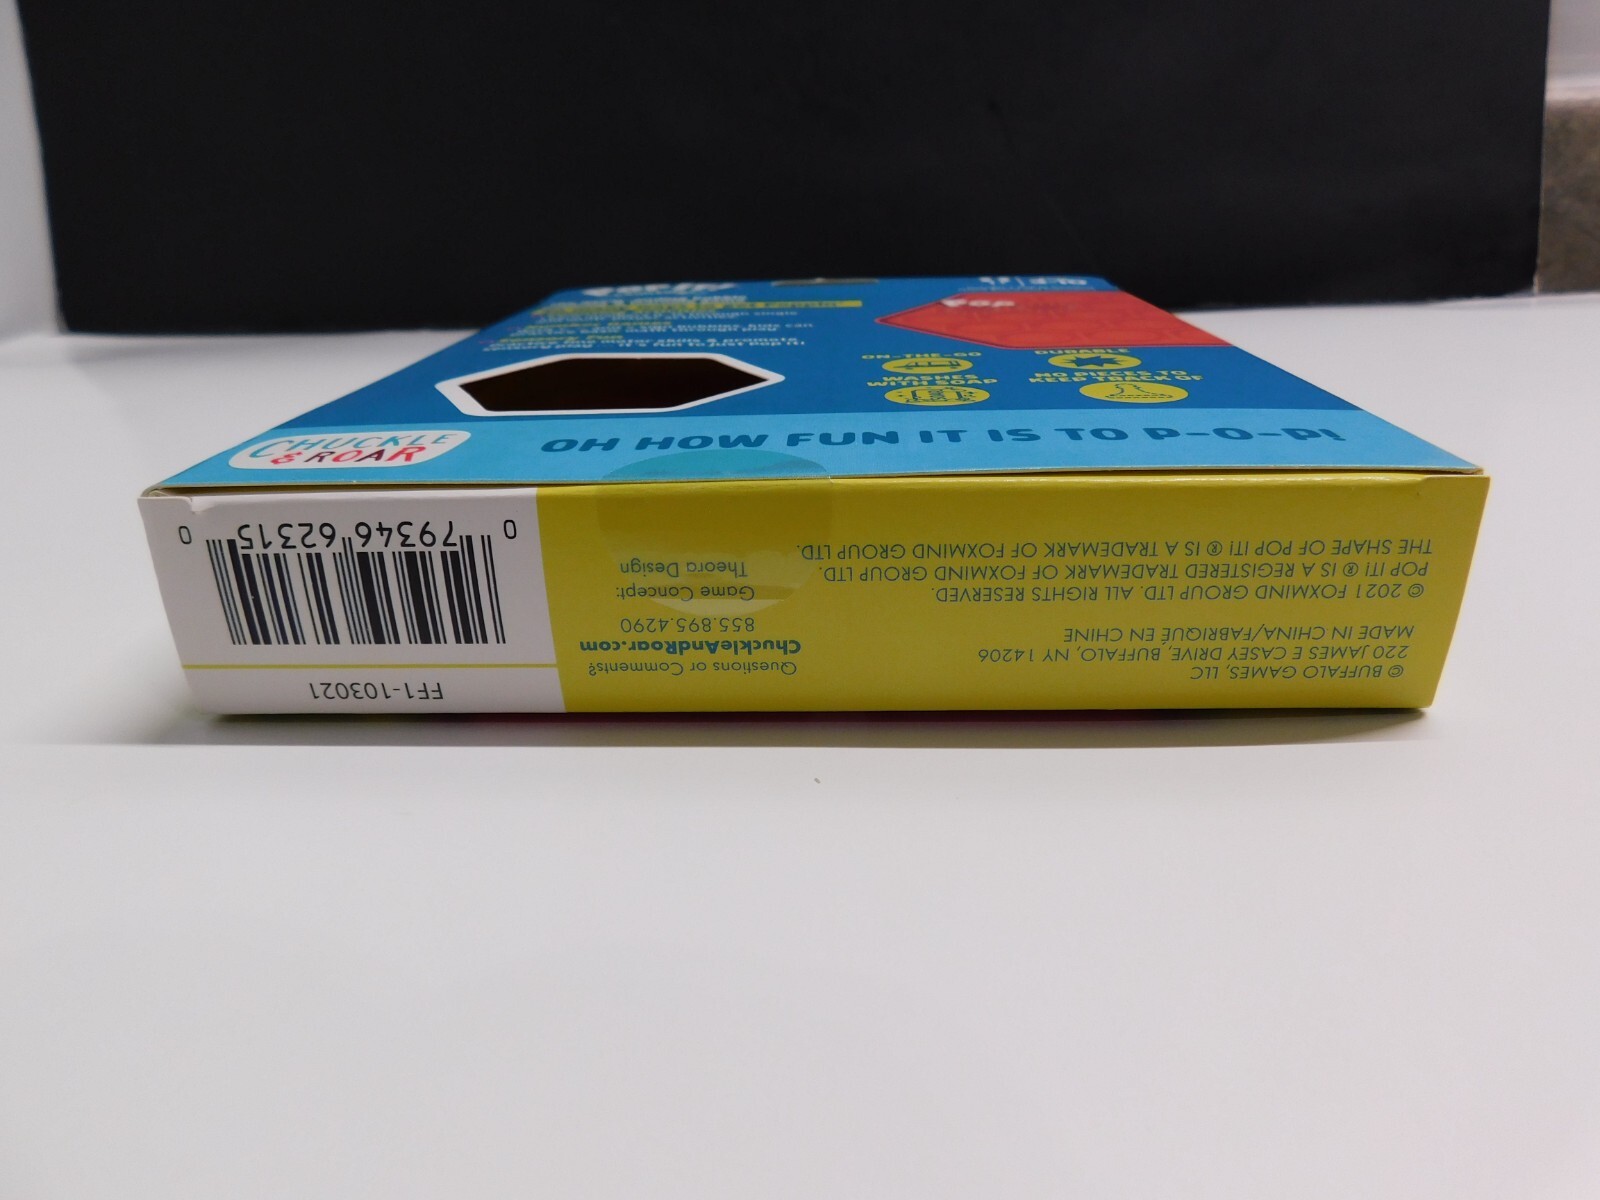 Pop
ON-THE-GO
DURABLE
WASHES
WITH SOAP
NO PIECES TO
KEEP TRACK OF
CHUCKLE
& ROAR
OH HOW FUN IT IS TO P-O-P!
© BUFFALO GAMES, LLC
220 JAMES E CASEY DRIVE, BUFFALO, NY 14206
MADE IN CHINA/FABRIQUÉ EN CHINE
© 2021 FOXMIND GROUP LTD. ALL RIGHTS RESERVED.
POP IT! ® IS A REGISTERED TRADEMARK OF FOXMIND GROUP LTD.
THE SHAPE OF POP IT! ® IS A TRADEMARK OF FOXMIND GROUP LTD.
Questions or Comments?
ChuckleAndRoar.com
855.895.4290
Game Concept:
Theora Design
FF1-103021
0 79346 62315 0